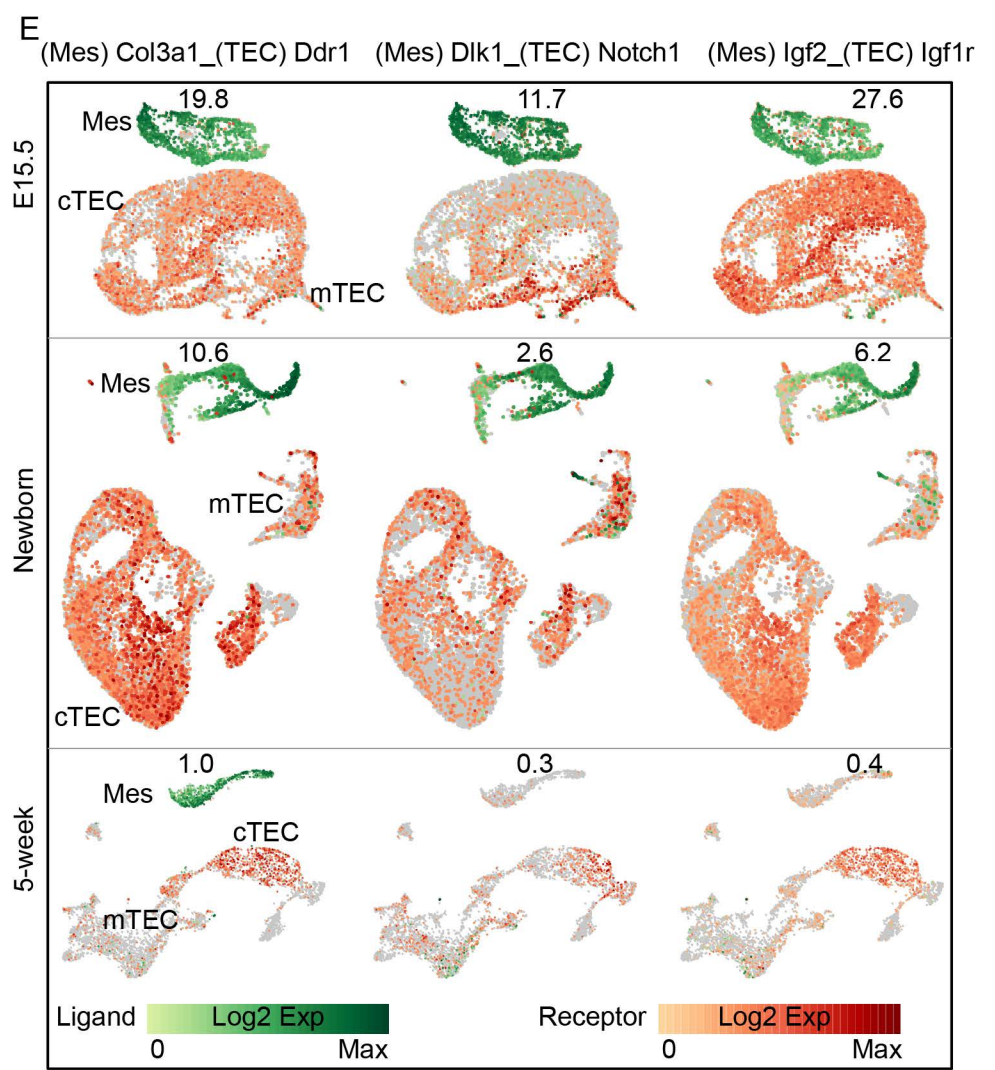 E
(Mes) Col3a1_(TEC) Ddr1 (Mes) Dlk1_(TEC) Notch1 (Mes) Igf2_(TEC) Igf1r
E15.5
19.8 11.7 27.6
Mes
cTEC
mTEC
Newborn
10.6 2.6 6.2
Mes
mTEC
cTEC
5-week
1.0 0.3 0.4
Mes
cTEC
mTEC
Ligand Log2 Exp Receptor Log2 Exp
0 Max 0 Max